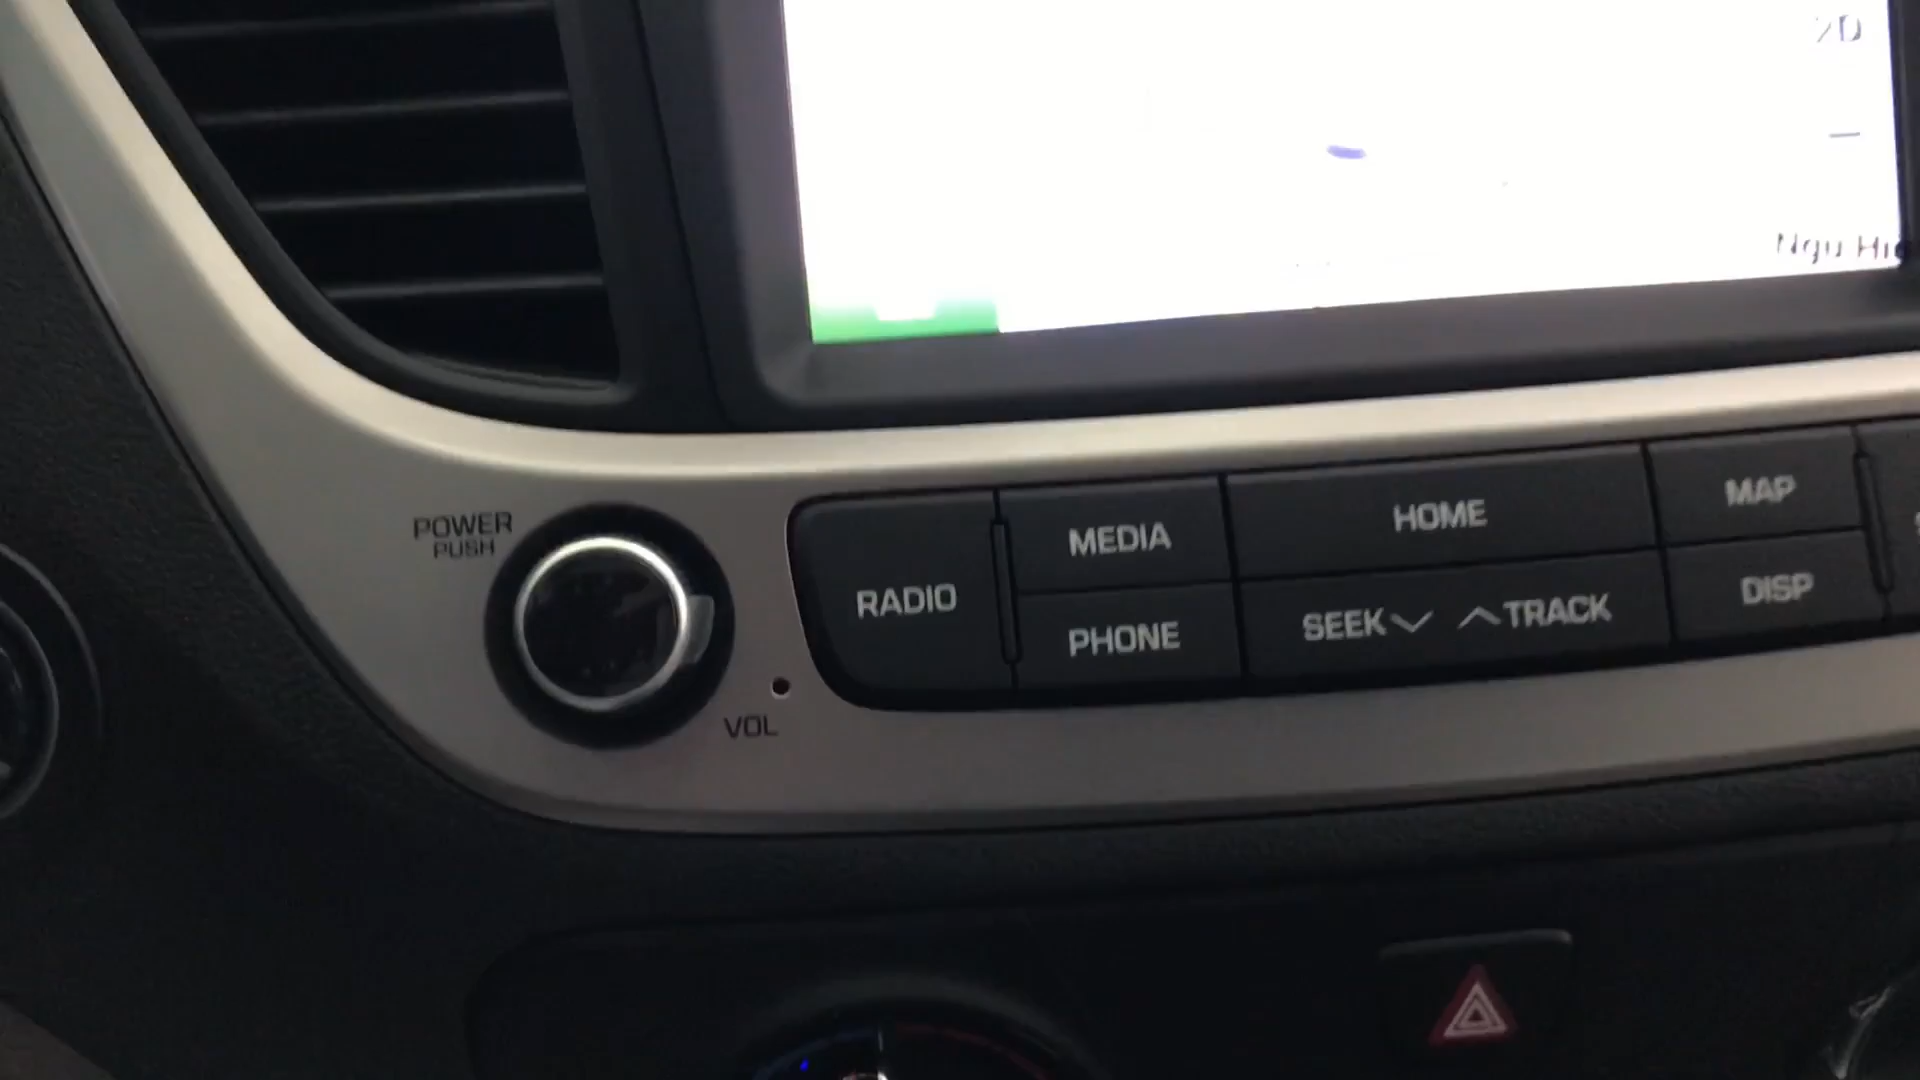 2D
POWER
PUSH
VOL
RADIO
MEDIA
PHONE
HOME
SEEK TRACK
MAP
DISP